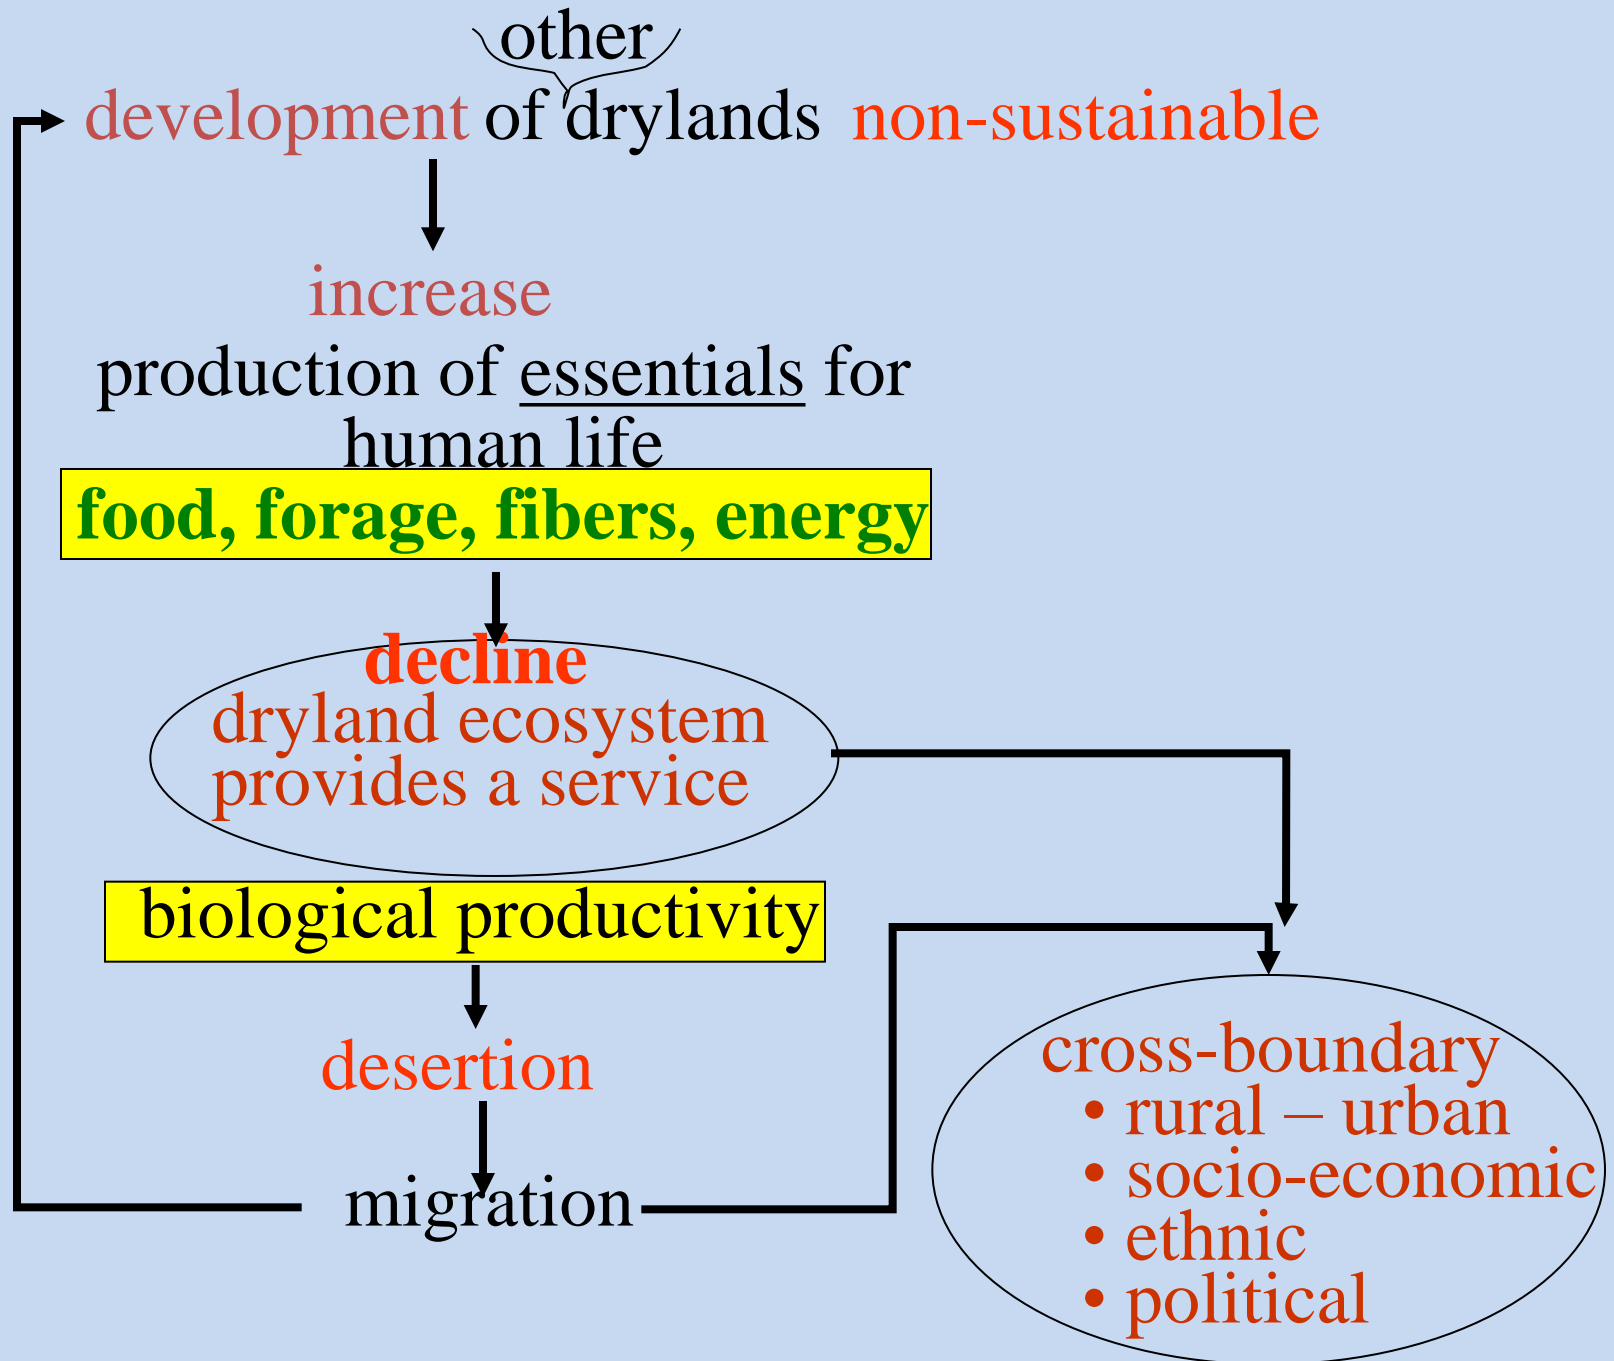 other
development of drylands non-sustainable
increase
production of essentials for
human life
food, forage, fibers, energy
decline
dryland ecosystem
provides a service
biological productivity
desertion
migration
cross-boundary
• rural – urban
• socio-economic
• ethnic
• political